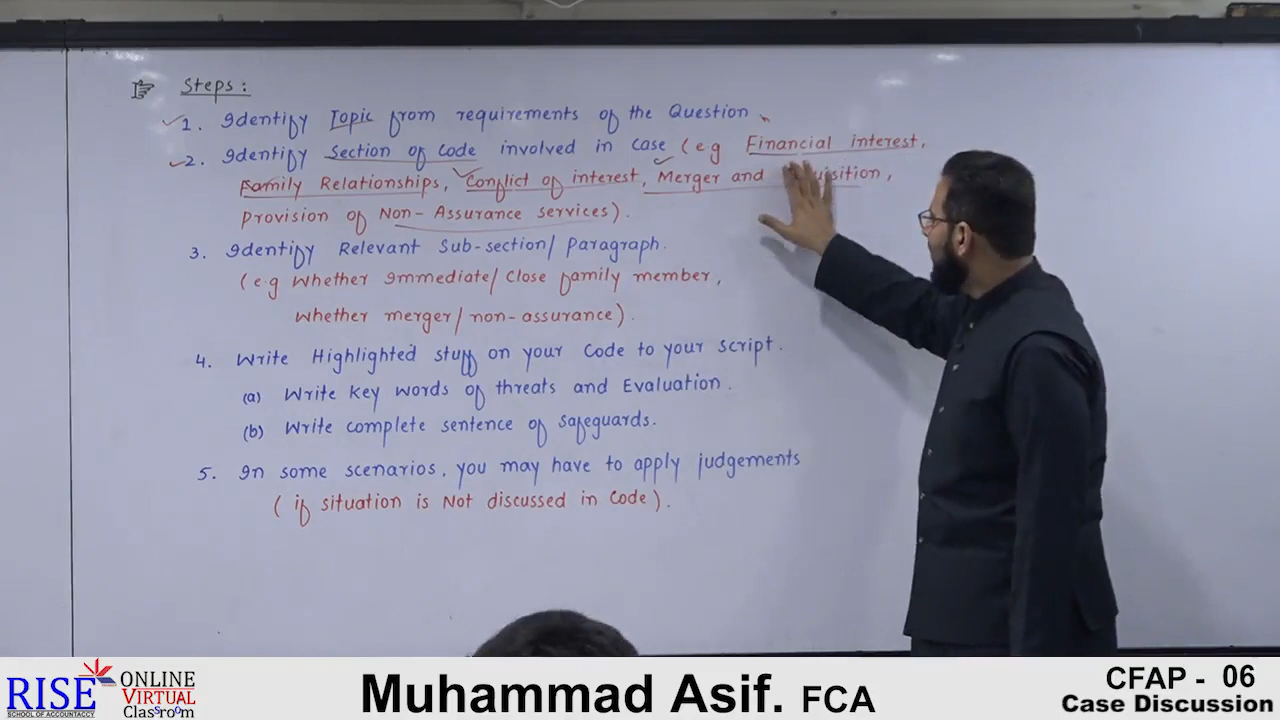 Steps:
1. Identify Topic from requirements of the Question
2. Identify Section of Code involved in case (e.g Financial interest,
Family Relationships, Conflict of interest, Merger and
provision of Non-Assurance services).
3. Identify Relevant Sub-section/Paragraph.
(e.g Whether Immediate/Close family member,
whether merger/non-assurance).
4. Write Highlighted stuff on your Code to your script.
(a) Write key words of threats and Evaluation.
(b) Write complete sentence of safeguards.
5. In some scenarios, you may have to apply judgements
(if situation is Not discussed in Code).
RISE ONLINE VIRTUAL Classroom
SCHOOL OF ACCOUNTANCY
Muhammad Asif. FCA
CFAP - 06
Case Discussion